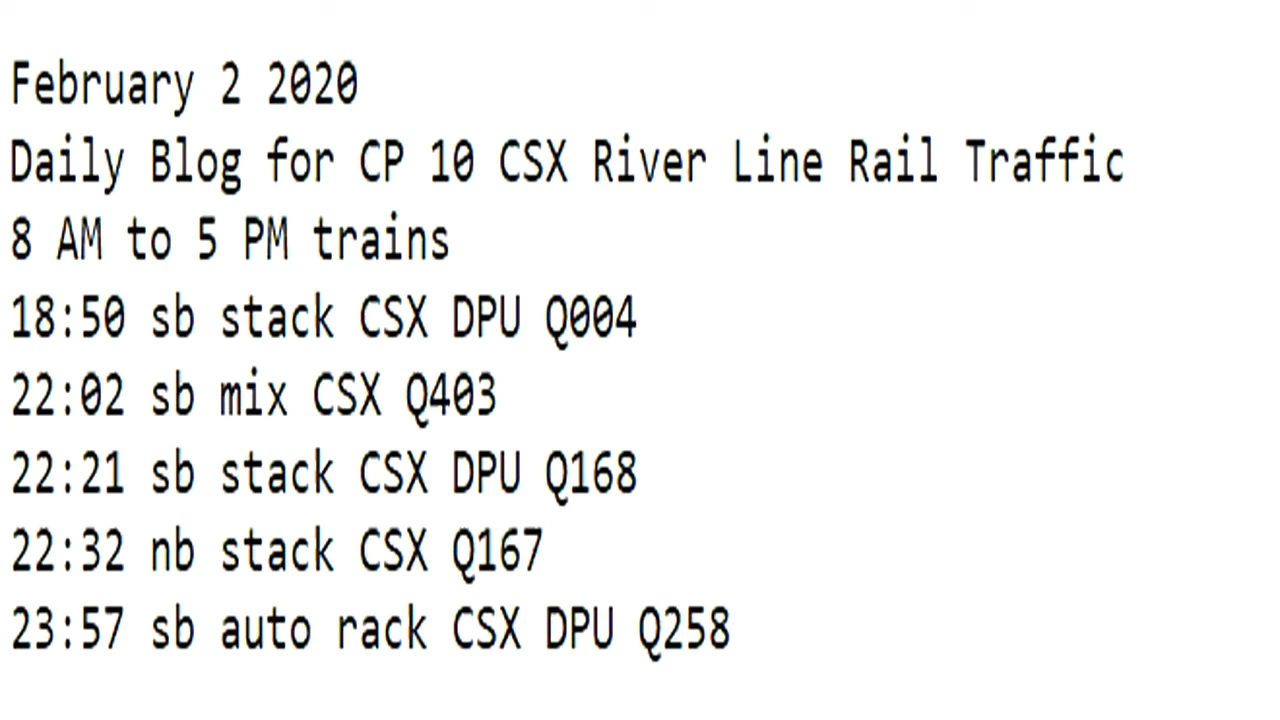 February 2 2020
Daily Blog for CP 10 CSX River Line Rail Traffic
8 AM to 5 PM trains
18:50 sb stack CSX DPU Q004
22:02 sb mix CSX Q403
22:21 sb stack CSX DPU Q168
22:32 nb stack CSX Q167
23:57 sb auto rack CSX DPU Q258